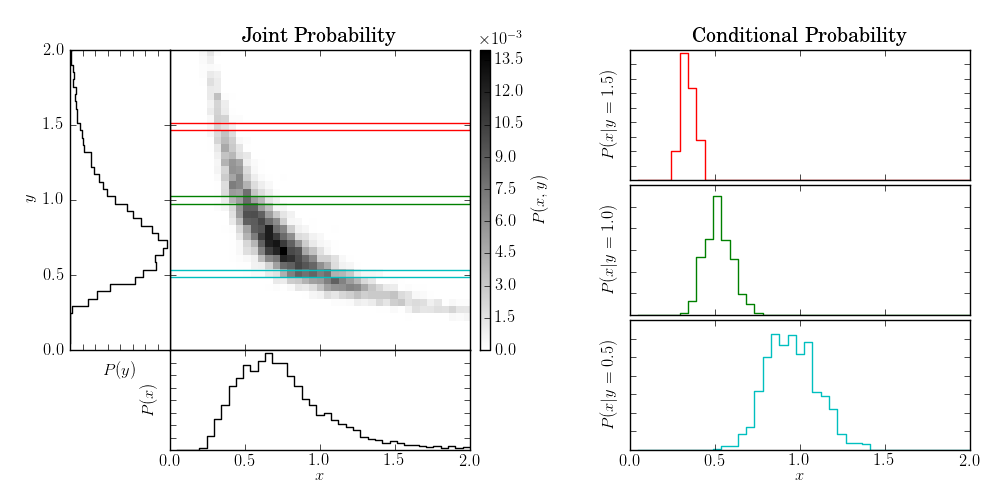 Joint Probability
Conditional Probability
×10⁻³
2.0
1.5
1.0
0.5
0.0
y
13.5
12.0
10.5
9.0
7.5
6.0
4.5
3.0
1.5
0.0
P(x, y)
P(y)
P(x)
0.0 0.5 1.0 1.5 2.0
x
P(x|y = 1.5)
P(x|y = 1.0)
P(x|y = 0.5)
0.0 0.5 1.0 1.5 2.0
x